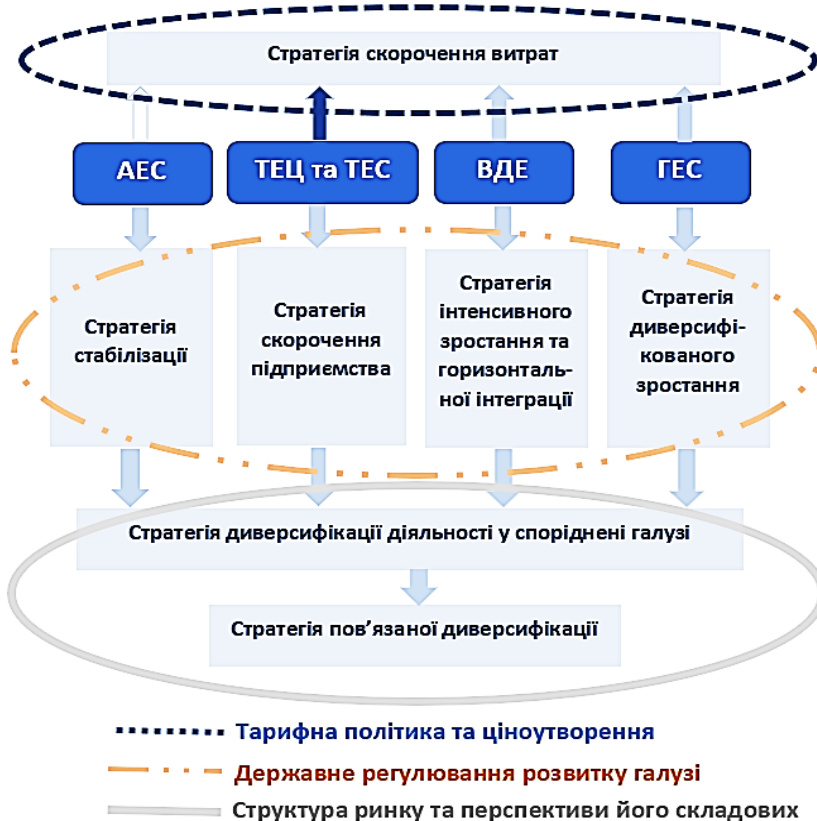 Стратегія скорочення витрат
АЕС
ТЕЦ та ТЕС
ВДЕ
ГЕС
Стратегія
стабілізації
Стратегія
скорочення
підприємства
Стратегія
інтенсивного
зростання та
горизонталь-
ної інтеграції
Стратегія
диверсифі-
кованого
зростання
Стратегія диверсифікації діяльності у споріднені галузі
Стратегія пов’язаної диверсифікації
Тарифна політика та ціноутворення
Державне регулювання розвитку галузі
Структура ринку та перспективи його складових